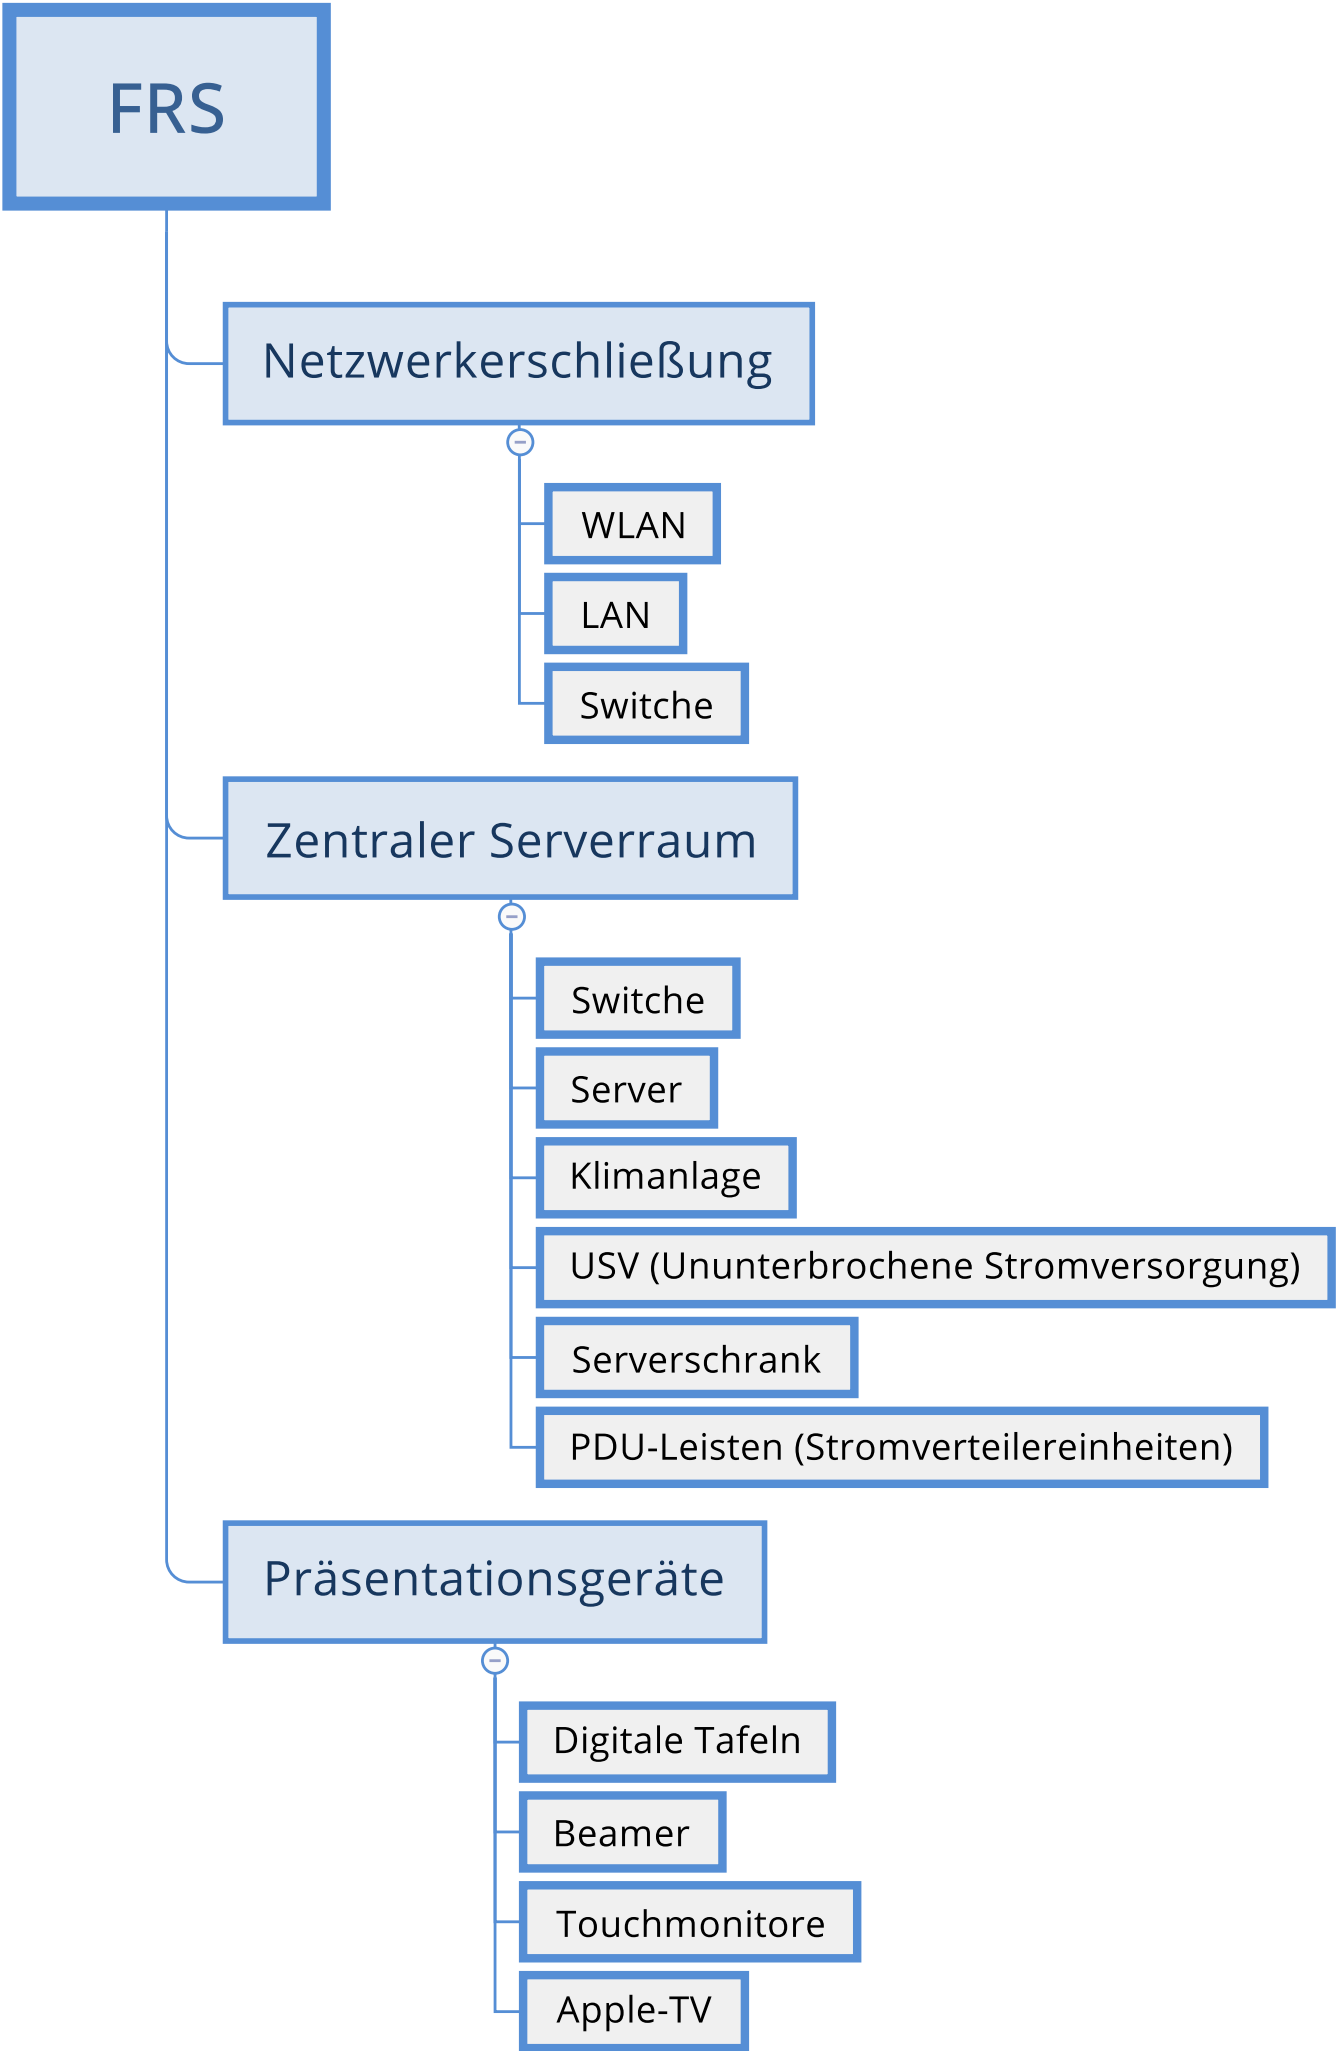 FRS
Netzwerkerschließung
WLAN
LAN
Switche
Zentraler Serverraum
Switche
Server
Klimanlage
USV (Ununterbrochene Stromversorgung)
Serverschrank
PDU-Leisten (Stromverteilereinheiten)
Präsentationsgeräte
Digitale Tafeln
Beamer
Touchmonitore
Apple-TV